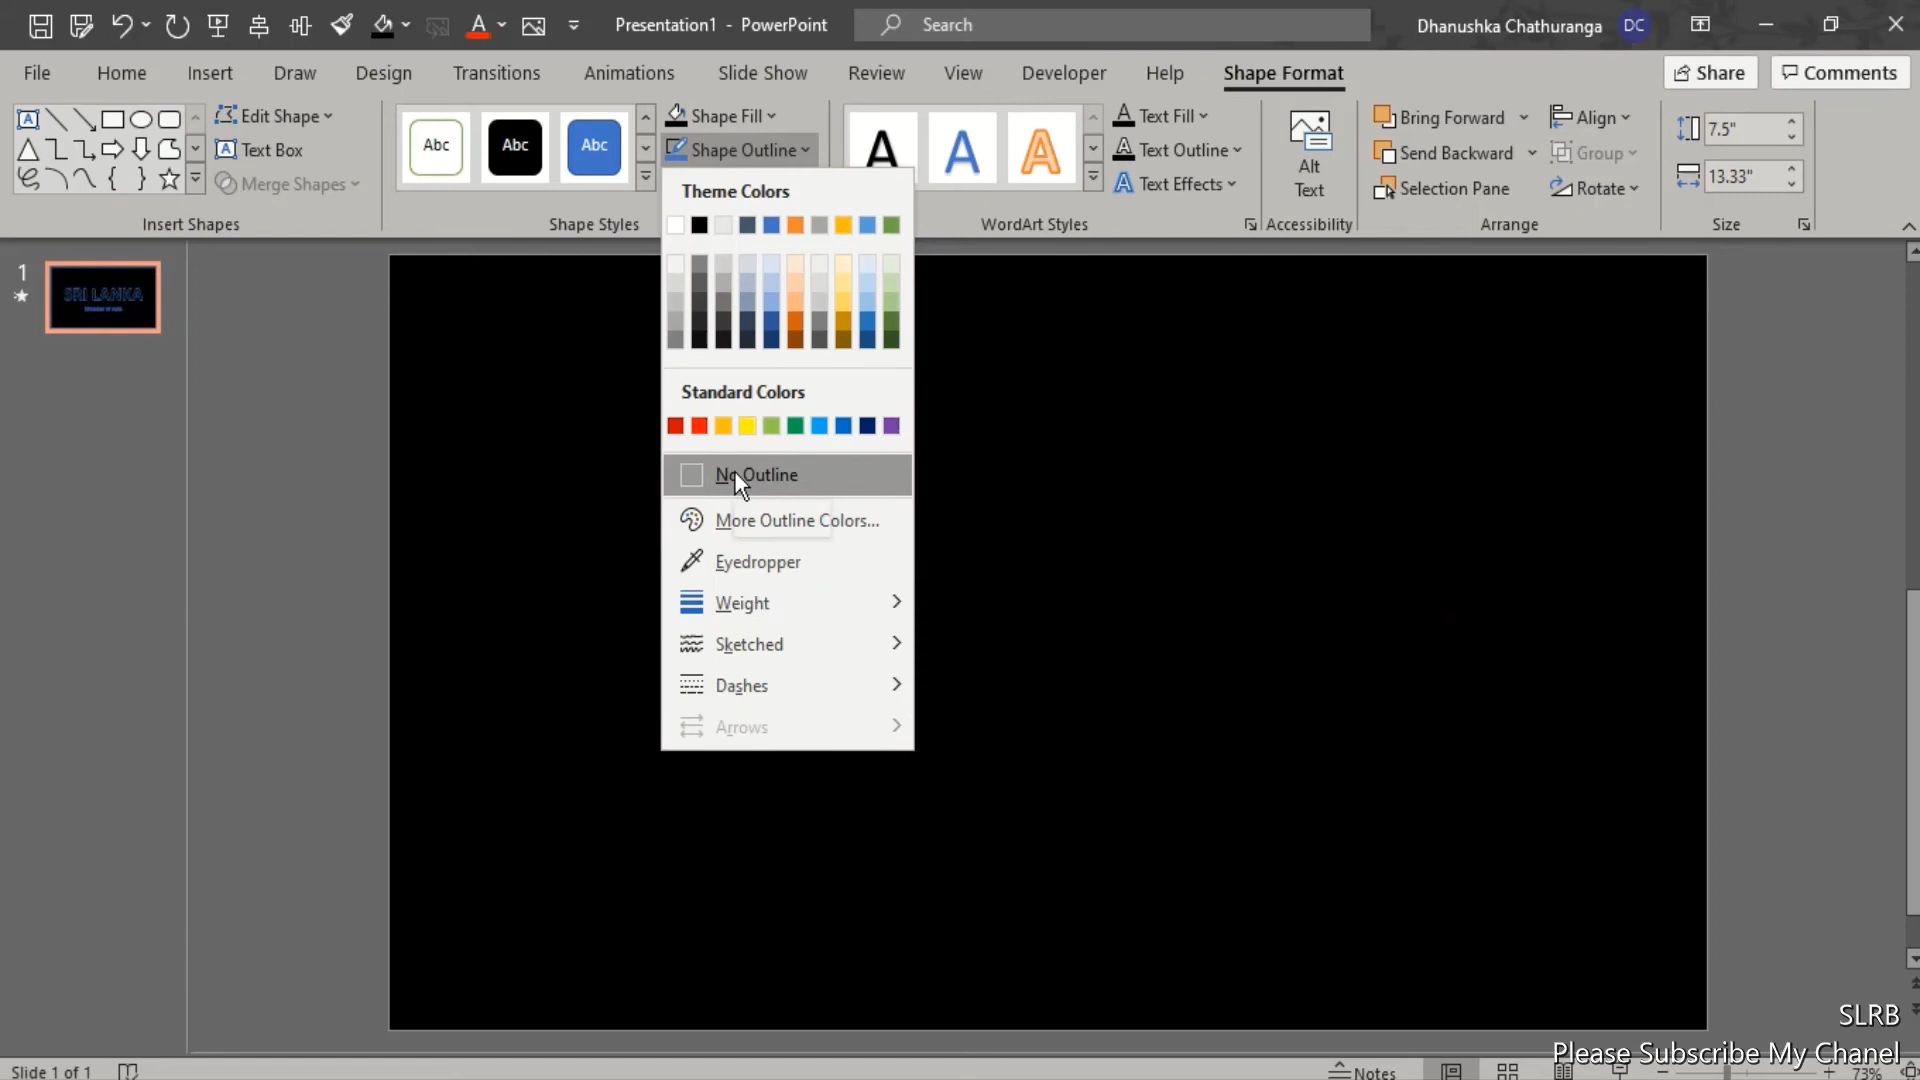 Presentation1 - PowerPoint
Search
Dhanushka Chathuranga
DC
File
Home
Insert
Draw
Design
Transitions
Animations
Slide Show
Review
View
Developer
Help
Shape Format
Share
Comments
Edit Shape
Text Box
Merge Shapes
Insert Shapes
Abc
Abc
Abc
Shape Styles
Shape Fill
Shape Outline
A
A
A
WordArt Styles
Text Fill
Text Outline
Text Effects
Alt
Text
Accessibility
Bring Forward
Send Backward
Selection Pane
Align
Group
Rotate
Arrange
7.5"
13.33"
Size
Theme Colors
Standard Colors
No Outline
More Outline Colors...
Eyedropper
Weight
Sketched
Dashes
Arrows
1
SRI LANKA
SLRB
Please Subscribe My Chanel
Slide 1 of 1
Notes
73%